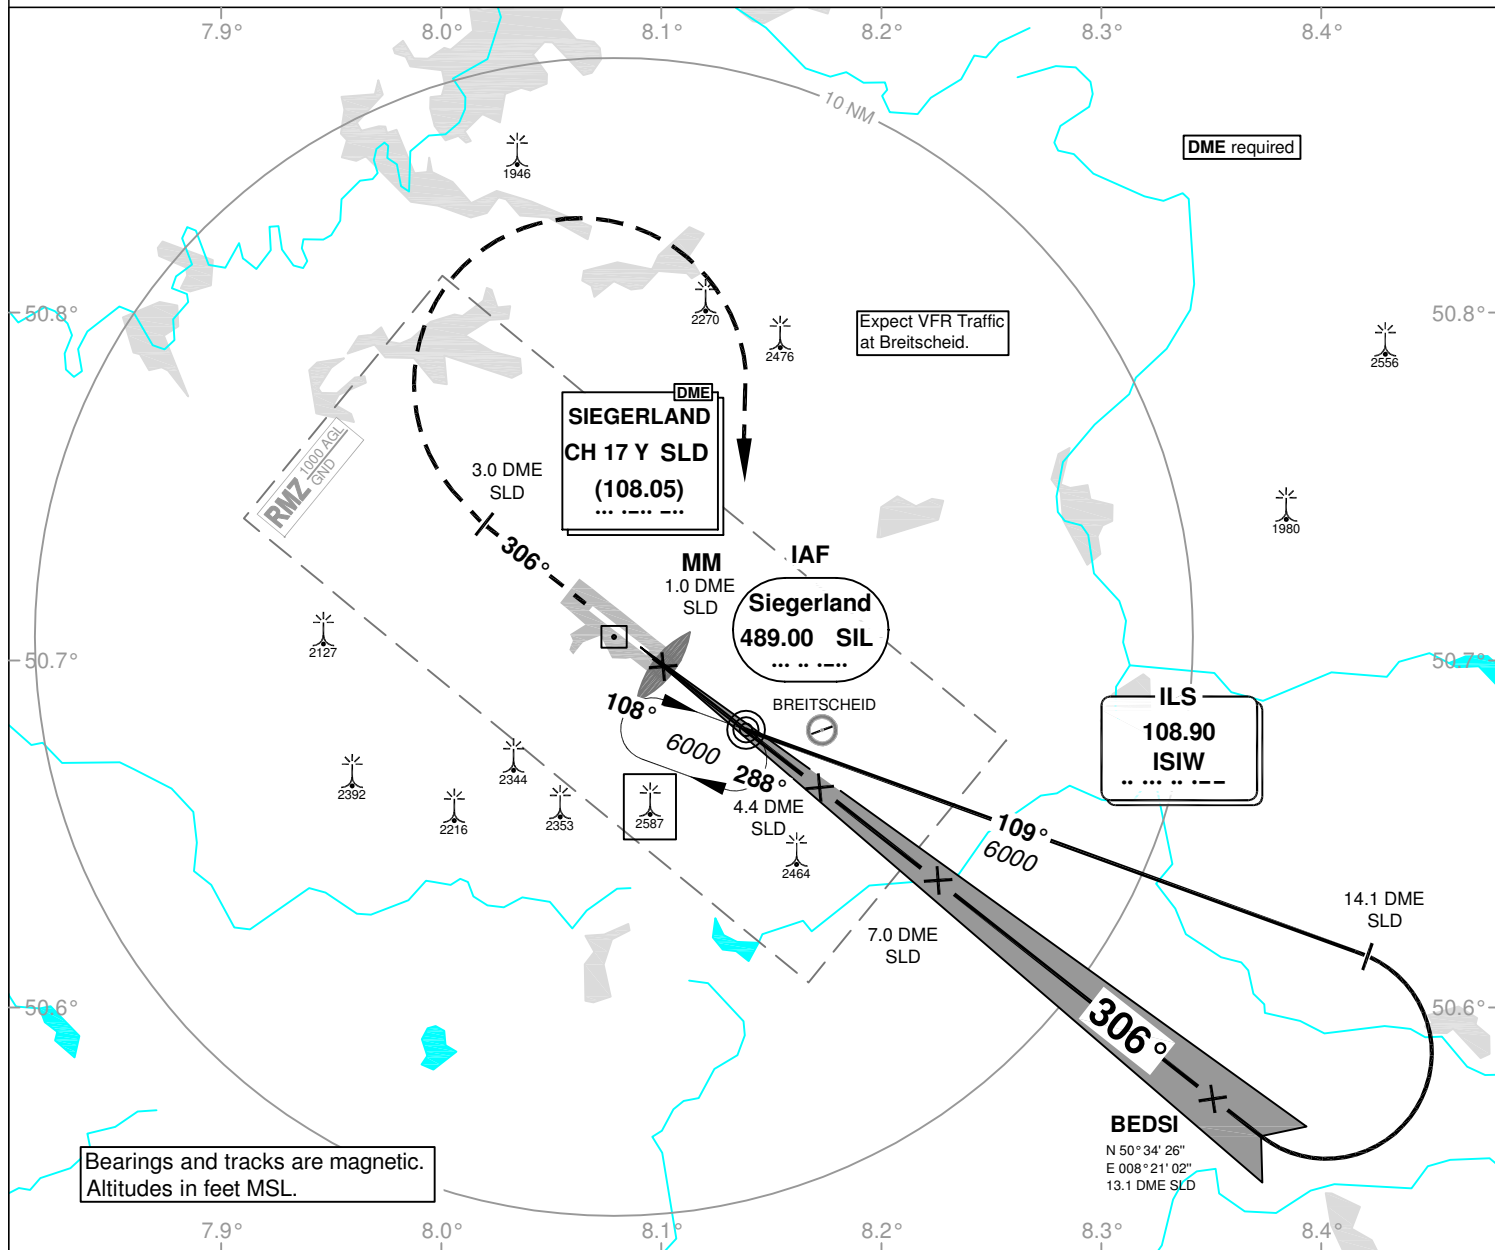 7.9° 8.0° 8.1° 8.2° 8.3° 8.4°
10 NM
DME required
1946
50.8° 50.8°
2270
2476
Expect VFR Traffic
at Breitscheid.
2556
DME
SIEGERLAND
CH 17 Y SLD
(108.05)
RMZ 1000 AGL
GND
3.0 DME
SLD
306°
1980
MM
1.0 DME
SLD
IAF
Siegerland
489.00 SIL
2127
50.7° 50.7°
BREITSCHEID
ILS
108.90
ISIW
108°
6000
288°
4.4 DME
SLD
2344
2392
2216
2353
2587
2464
109°
6000
14.1 DME
SLD
7.0 DME
SLD
50.6° 50.6°
306°
BEDSI
N 50° 34' 26"
E 008° 21' 02"
13.1 DME SLD
Bearings and tracks are magnetic.
Altitudes in feet MSL.
7.9° 8.0° 8.1° 8.2° 8.3° 8.4°